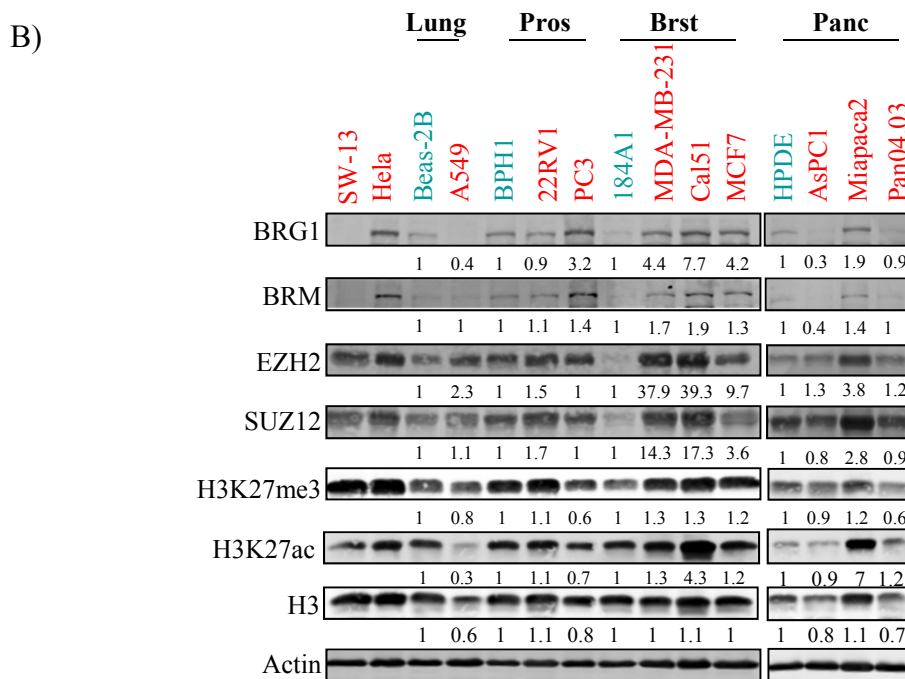 B)
Lung Pros Brst Panc
SW-13 Hela Beas-2B A549 BPH1 22RV1 PC3 184A1 MDA-MB-231 Cal51 MCF7 HPDE AsPC1 Miapaca2 Pan04.03
BRG1
1 0.4 1 0.9 3.2 1 4.4 7.7 4.2 1 0.3 1.9 0.9
BRM
1 1 1 1.1 1.4 1 1.7 1.9 1.3 1 0.4 1.4 1
EZH2
1 2.3 1 1.5 1 1 37.9 39.3 9.7 1 1.3 3.8 1.2
SUZ12
1 1.1 1 1.7 1 1 14.3 17.3 3.6 1 0.8 2.8 0.9
H3K27me3
1 0.8 1 1.1 0.6 1 1.3 1.3 1.2 1 0.9 1.2 0.6
H3K27ac
1 0.3 1 1.1 0.7 1 1.3 4.3 1.2 1 0.9 7 1.2
H3
1 0.6 1 1.1 0.8 1 1 1.1 1 1 0.8 1.1 0.7
Actin